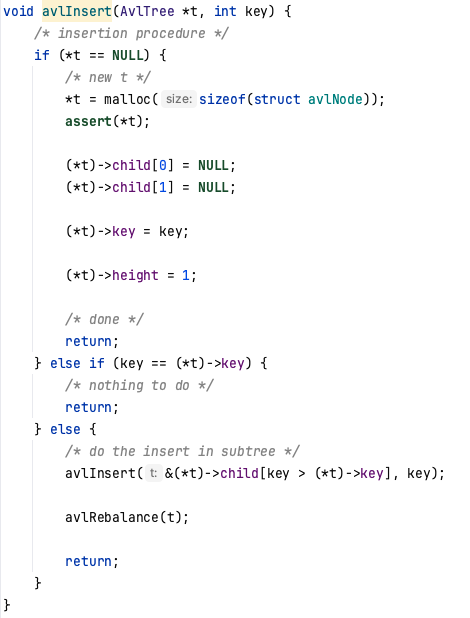 void avlInsert(AvlTree *t, int key) {
    /* insertion procedure */
    if (*t == NULL) {
        /* new t */
        *t = malloc( size: sizeof(struct avlNode));
        assert(*t);

        (*t)->child[0] = NULL;
        (*t)->child[1] = NULL;

        (*t)->key = key;

        (*t)->height = 1;

        /* done */
        return;
    } else if (key == (*t)->key) {
        /* nothing to do */
        return;
    } else {
        /* do the insert in subtree */
        avlInsert( t: &(*t)->child[key > (*t)->key], key);

        avlRebalance(t);

        return;
    }
}